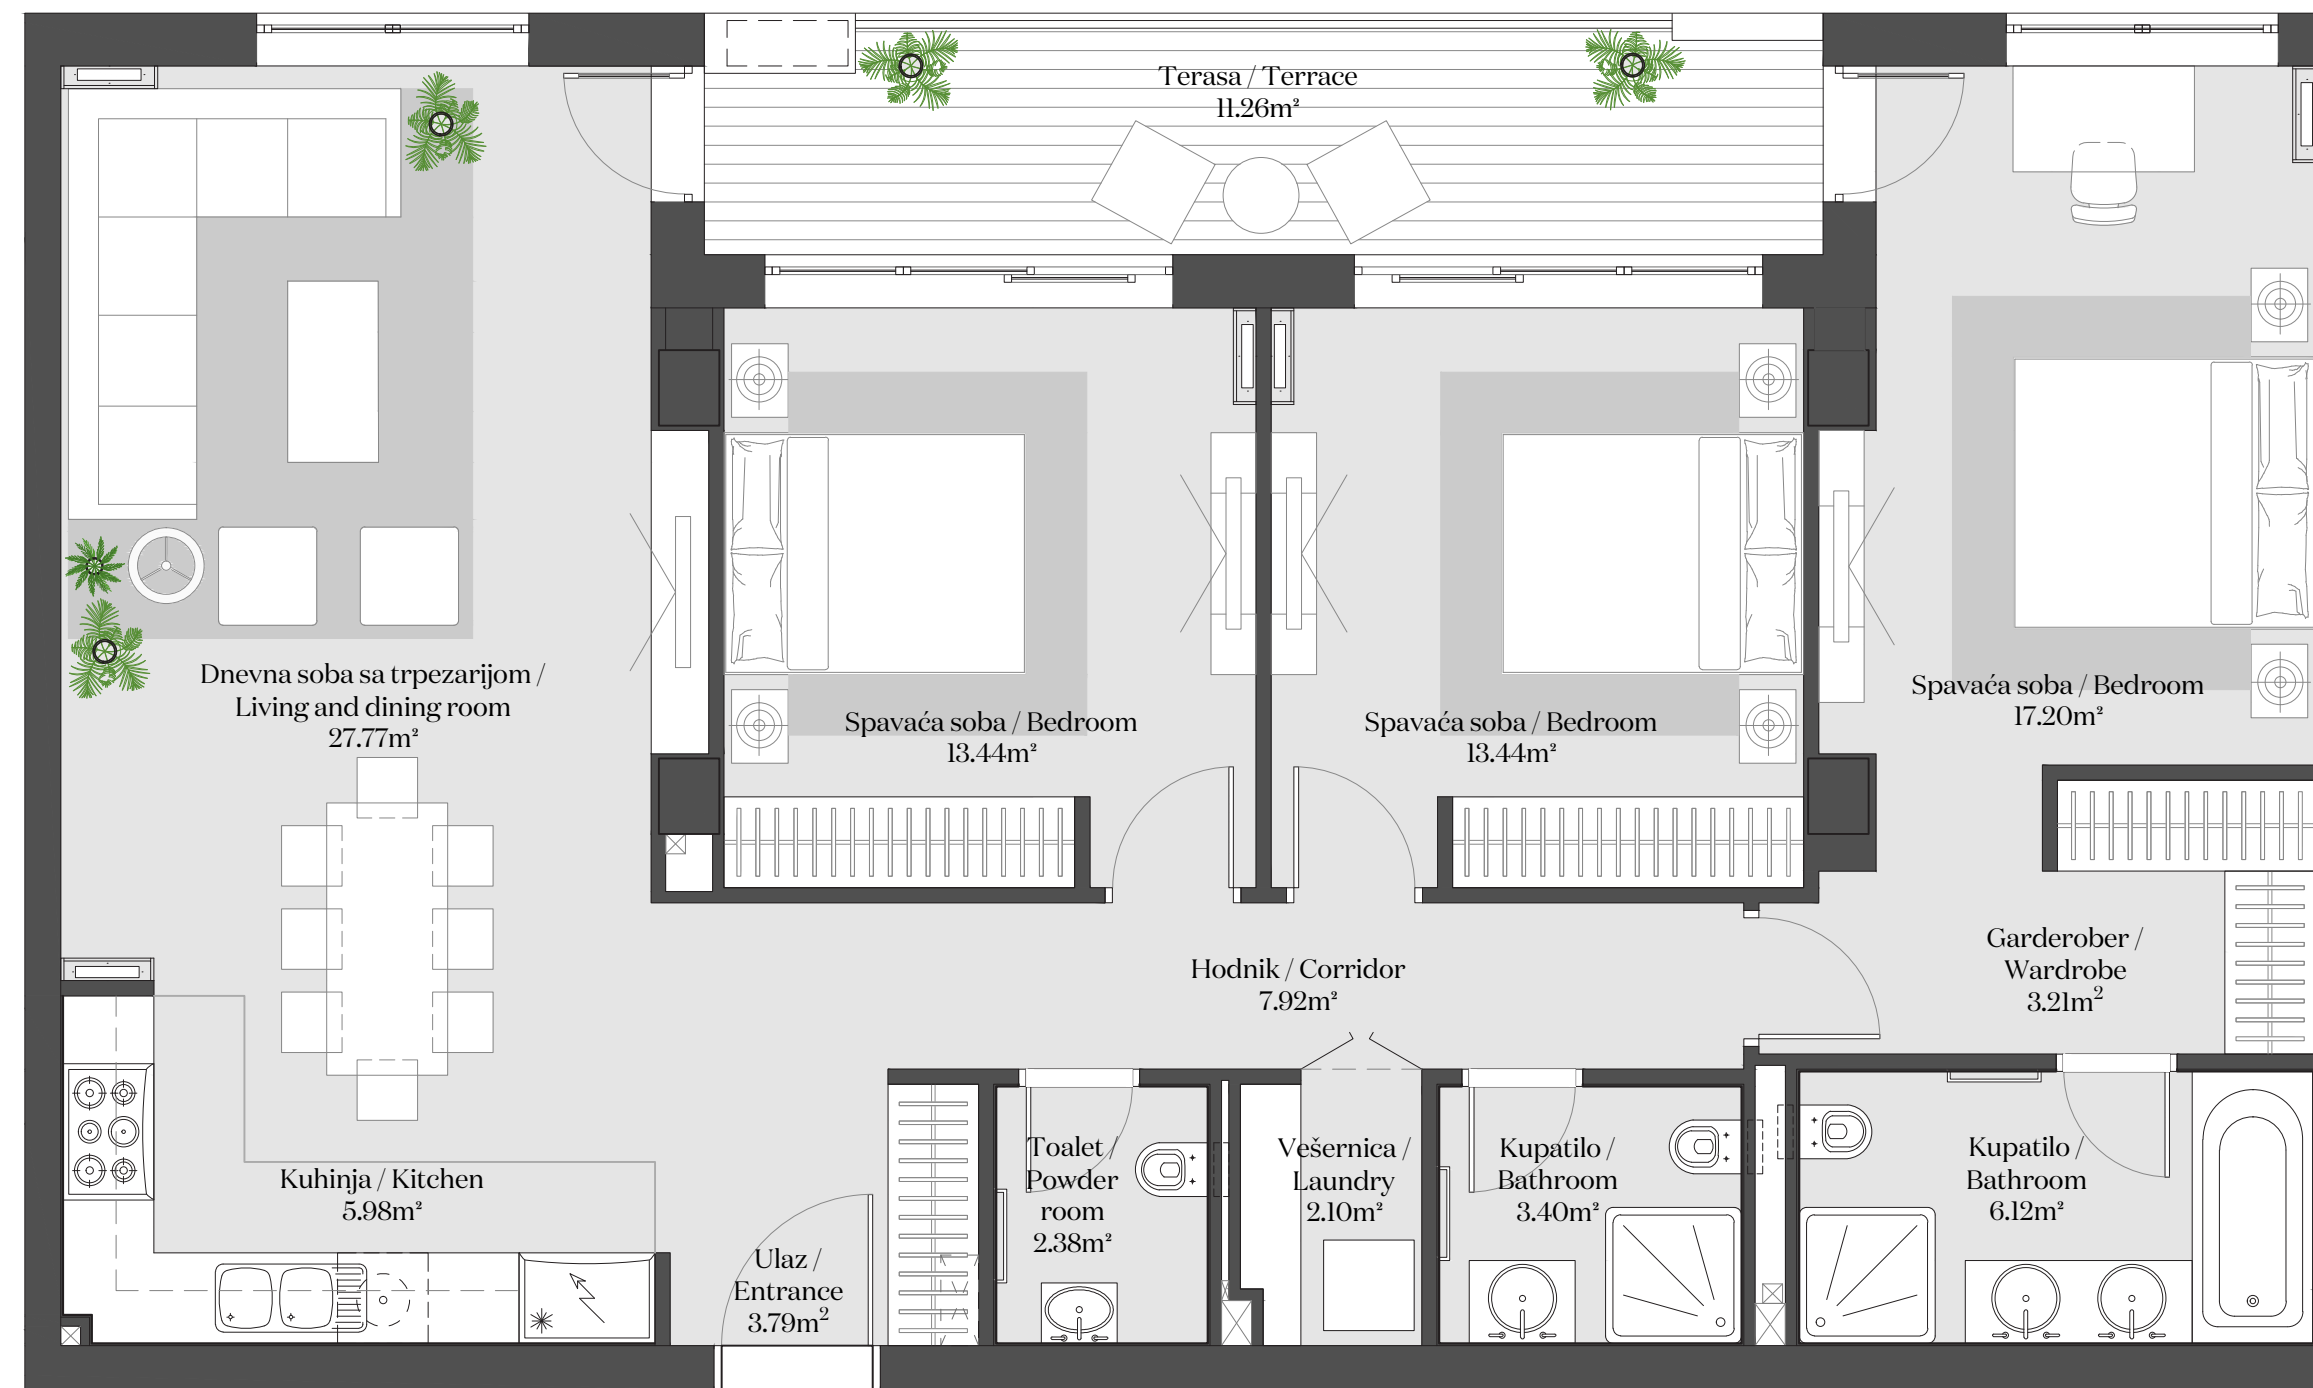 Terasa / Terrace
11.26m²
Dnevna soba sa trpezarijom /
Living and dining room
27.77m²
Spavaća soba / Bedroom
13.44m²
Spavaća soba / Bedroom
13.44m²
Spavaća soba / Bedroom
17.20m²
Hodnik / Corridor
7.92m²
Garderober /
Wardrobe
3.21m²
Kuhinja / Kitchen
5.98m²
Ulaz /
Entrance
3.79m²
Toalet /
Powder
room
2.38m²
Vešernica /
Laundry
2.10m²
Kupatilo /
Bathroom
3.40m²
Kupatilo /
Bathroom
6.12m²